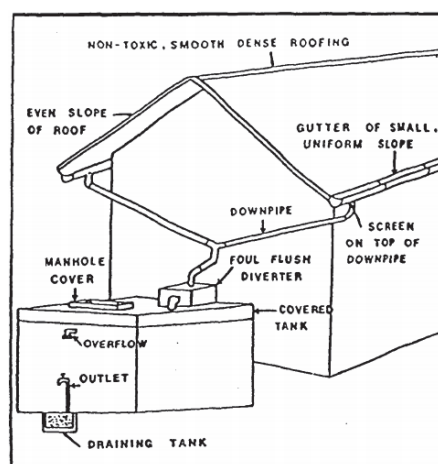 NON-TOXIC, SMOOTH DENSE ROOFING
EVEN SLOPE
OF ROOF
GUTTER OF SMALL,
UNIFORM SLOPE
DOWNPIPE
SCREEN
ON TOP OF
DOWNPIPE
MANHOLE
COVER
FOUL FLUSH
DIVERTER
COVERED
TANK
OVERFLOW
OUTLET
DRAINING TANK